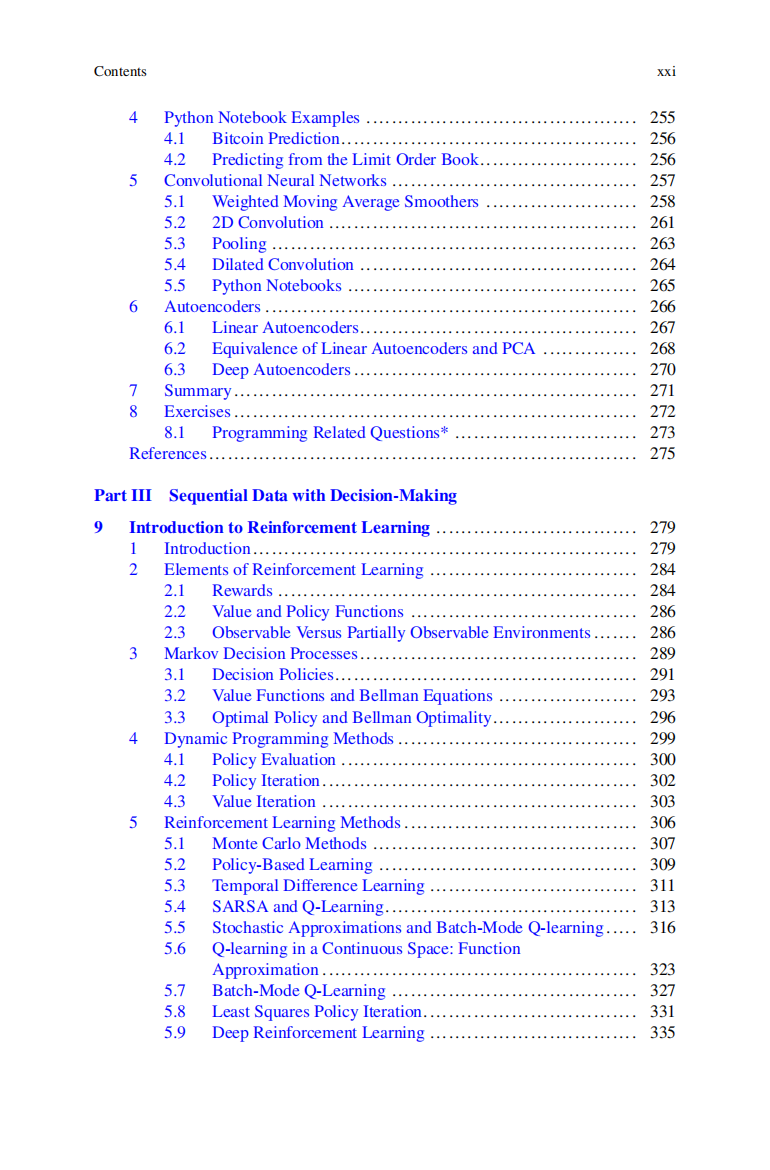 Contents xxi
4 Python Notebook Examples .......................................... 255
4.1 Bitcoin Prediction.............................................. 256
4.2 Predicting from the Limit Order Book......................... 256
5 Convolutional Neural Networks ...................................... 257
5.1 Weighted Moving Average Smoothers ........................ 258
5.2 2D Convolution ................................................ 261
5.3 Pooling ......................................................... 263
5.4 Dilated Convolution ........................................... 264
5.5 Python Notebooks ............................................. 265
6 Autoencoders .......................................................... 266
6.1 Linear Autoencoders........................................... 267
6.2 Equivalence of Linear Autoencoders and PCA ............... 268
6.3 Deep Autoencoders ............................................ 270
7 Summary............................................................... 271
8 Exercises............................................................... 272
8.1 Programming Related Questions* ............................. 273
References................................................................... 275
Part III Sequential Data with Decision-Making
9 Introduction to Reinforcement Learning ................................ 279
1 Introduction............................................................ 279
2 Elements of Reinforcement Learning ................................ 284
2.1 Rewards ........................................................ 284
2.2 Value and Policy Functions ................................... 286
2.3 Observable Versus Partially Observable Environments....... 286
3 Markov Decision Processes........................................... 289
3.1 Decision Policies............................................... 291
3.2 Value Functions and Bellman Equations ...................... 293
3.3 Optimal Policy and Bellman Optimality....................... 296
4 Dynamic Programming Methods ..................................... 299
4.1 Policy Evaluation .............................................. 300
4.2 Policy Iteration................................................. 302
4.3 Value Iteration ................................................. 303
5 Reinforcement Learning Methods .................................... 306
5.1 Monte Carlo Methods ......................................... 307
5.2 Policy-Based Learning ........................................ 309
5.3 Temporal Difference Learning ................................ 311
5.4 SARSA and Q-Learning........................................ 313
5.5 Stochastic Approximations and Batch-Mode Q-learning..... 316
5.6 Q-learning in a Continuous Space: Function
Approximation................................................. 323
5.7 Batch-Mode Q-Learning ...................................... 327
5.8 Least Squares Policy Iteration................................. 331
5.9 Deep Reinforcement Learning ................................ 335